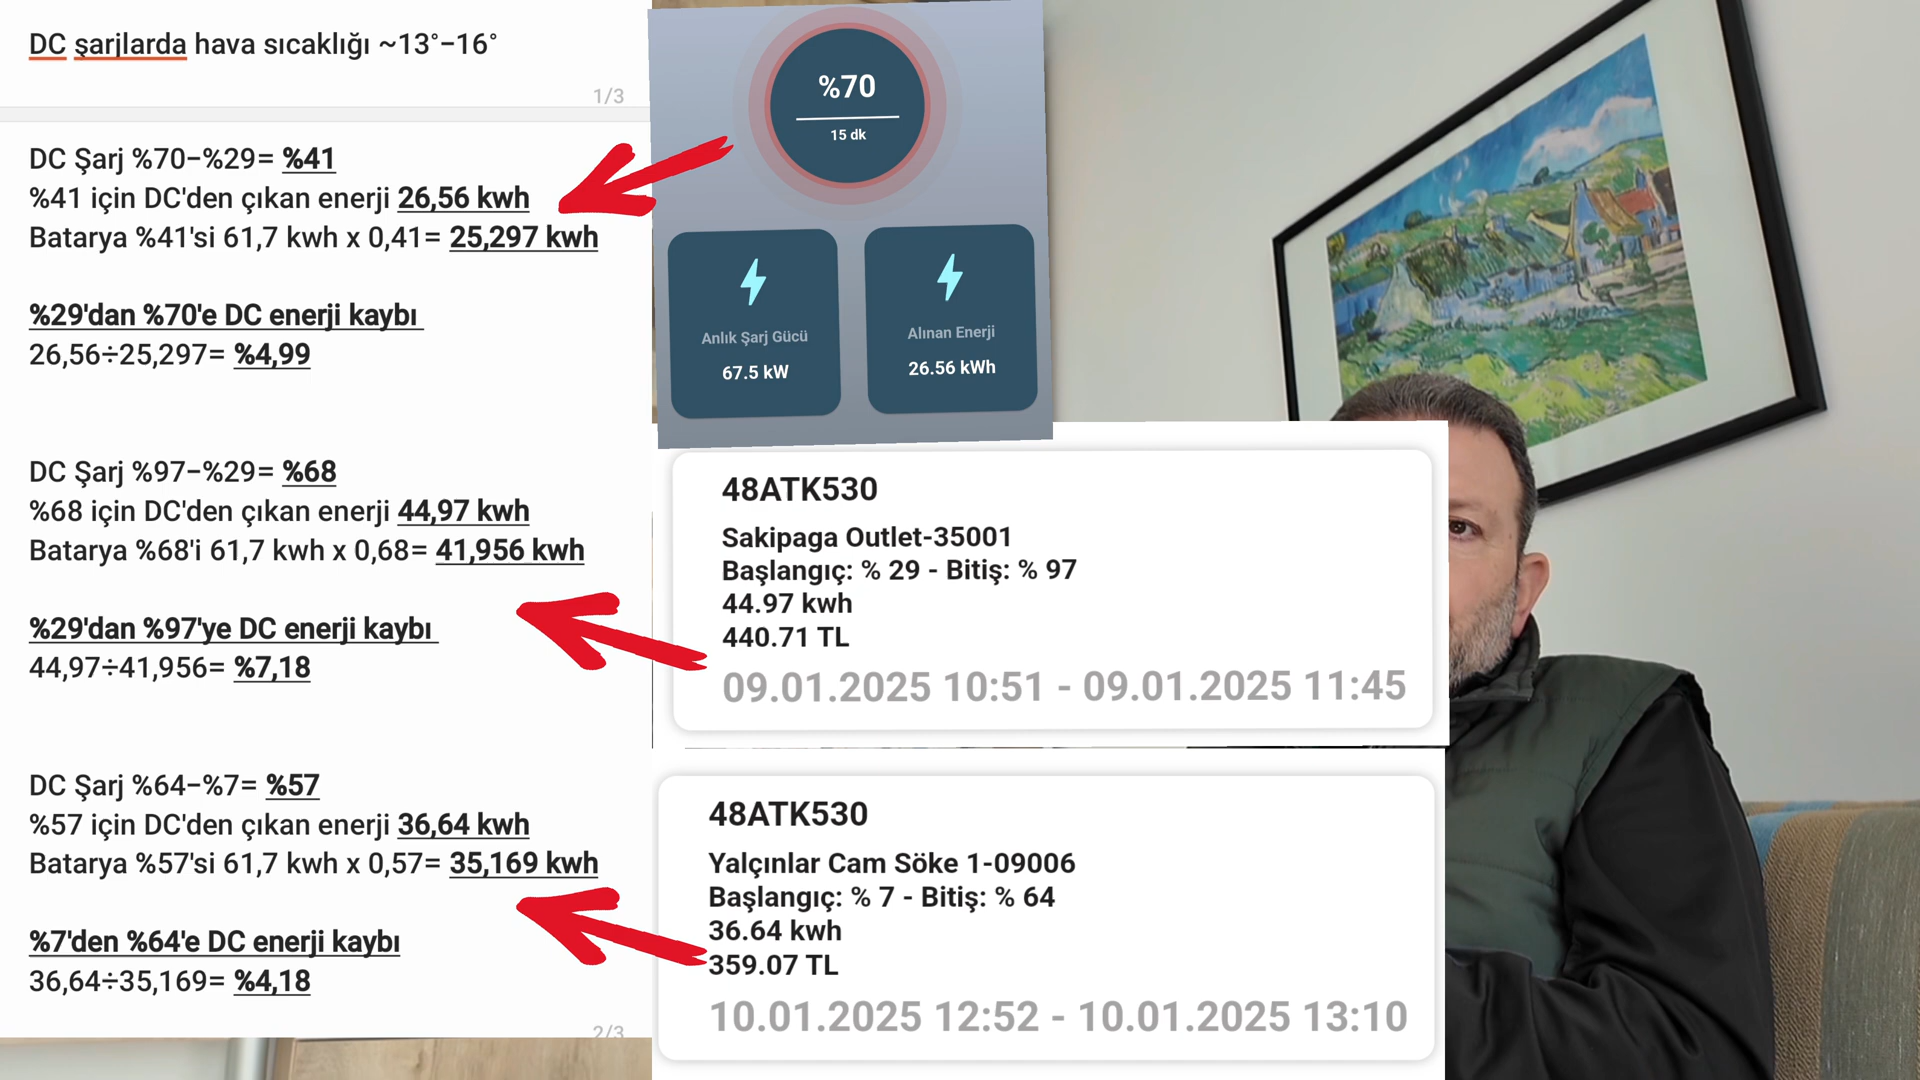 DC şarjlarda hava sıcaklığı ~13°–16°
1/3
DC Şarj %70–%29= %41
%41 için DC'den çıkan enerji 26,56 kwh
Batarya %41'si 61,7 kwh x 0,41= 25,297 kwh
%29'dan %70'e DC enerji kaybı
26,56÷25,297= %4,99
DC Şarj %97–%29= %68
%68 için DC'den çıkan enerji 44,97 kwh
Batarya %68'i 61,7 kwh x 0,68= 41,956 kwh
%29'dan %97'ye DC enerji kaybı
44,97÷41,956= %7,18
DC Şarj %64–%7= %57
%57 için DC'den çıkan enerji 36,64 kwh
Batarya %57'si 61,7 kwh x 0,57= 35,169 kwh
%7'den %64'e DC enerji kaybı
36,64÷35,169= %4,18
2/3
%70
15 dk
Anlık Şarj Gücü
67.5 kW
Alınan Enerji
26.56 kWh
48ATK530
Sakipaga Outlet-35001
Başlangıç: % 29 - Bitiş: % 97
44.97 kwh
440.71 TL
09.01.2025 10:51 - 09.01.2025 11:45
48ATK530
Yalçınlar Cam Söke 1-09006
Başlangıç: % 7 - Bitiş: % 64
36.64 kwh
359.07 TL
10.01.2025 12:52 - 10.01.2025 13:10